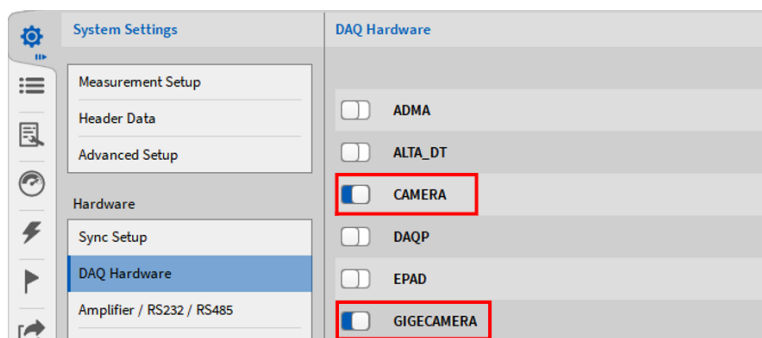 System Settings
Measurement Setup
Header Data
Advanced Setup
Hardware
Sync Setup
DAQ Hardware
Amplifier / RS232 / RS485
DAQ Hardware
ADMA
ALTA_DT
CAMERA
DAQP
EPAD
GIGECAMERA